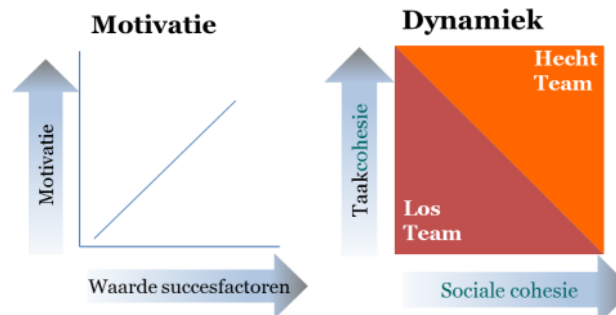 Motivatie
Motivatie
Waarde succesfactoren
Dynamiek
Taakcohesie
Hecht
Team
Los
Team
Sociale cohesie